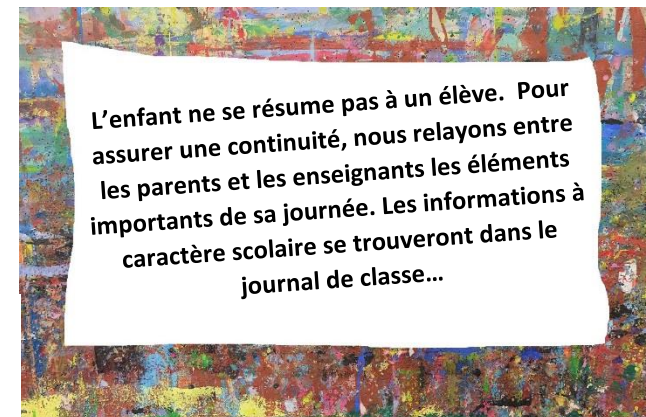 L’enfant ne se résume pas à un élève.  Pour
assurer une continuité, nous relayons entre
les parents et les enseignants les éléments
importants de sa journée. Les informations à
caractère scolaire se trouveront dans le
journal de classe…